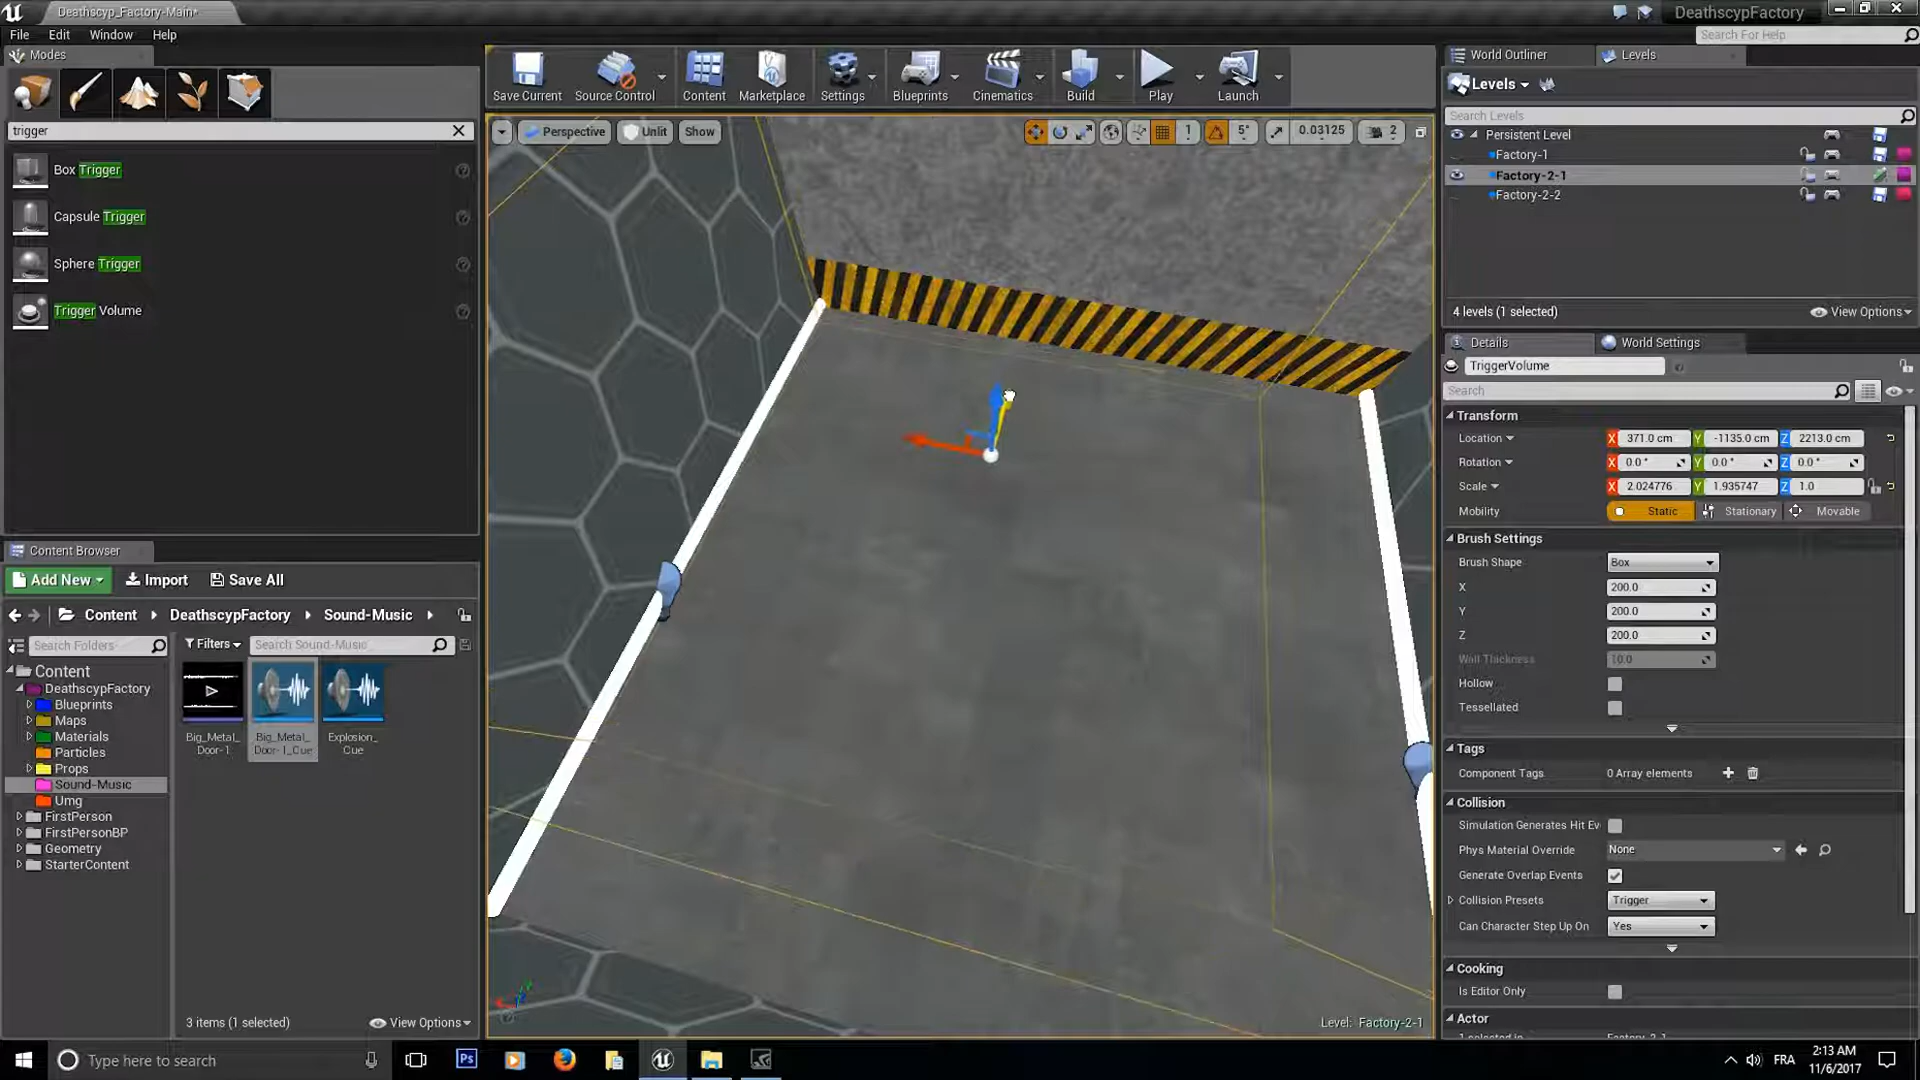 Deathscyp_Factory-Main*
DeathscypFactory
File Edit Window Help
Search For Help
Modes
trigger
Box Trigger
Capsule Trigger
Sphere Trigger
Trigger Volume
Save Current
Source Control
Content
Marketplace
Settings
Blueprints
Cinematics
Build
Play
Launch
Perspective
Unlit
Show
1
5°
0.03125
2
Level: Factory-2-1
World Outliner
Levels
Levels
Search Levels
Persistent Level
Factory-1
Factory-2-1
Factory-2-2
4 levels (1 selected)
View Options
Details
World Settings
TriggerVolume
Search
Transform
Location X 371.0 cm Y -1135.0 cm Z 2213.0 cm
Rotation X 0.0 ° Y 0.0 ° Z 0.0 °
Scale X 2.024776 Y 1.935747 Z 1.0
Mobility Static Stationary Movable
Brush Settings
Brush Shape Box
X 200.0
Y 200.0
Z 200.0
Wall Thickness 10.0
Hollow
Tessellated
Tags
Component Tags 0 Array elements
Collision
Simulation Generates Hit Ev
Phys Material Override None
Generate Overlap Events
Collision Presets Trigger
Can Character Step Up On Yes
Cooking
Is Editor Only
Actor
Content Browser
Add New
Import
Save All
Content DeathscypFactory Sound-Music
Search Folders
Filters
Search Sound-Music
Content
DeathscypFactory
Blueprints
Maps
Materials
Particles
Props
Sound-Music
Umg
FirstPerson
FirstPersonBP
Geometry
StarterContent
Big_Metal_
Door-1
Big_Metal_
Door-1_Cue
Explosion_
Cue
3 items (1 selected)
View Options
Type here to search
Ps
FRA
2:13 AM
11/6/2017